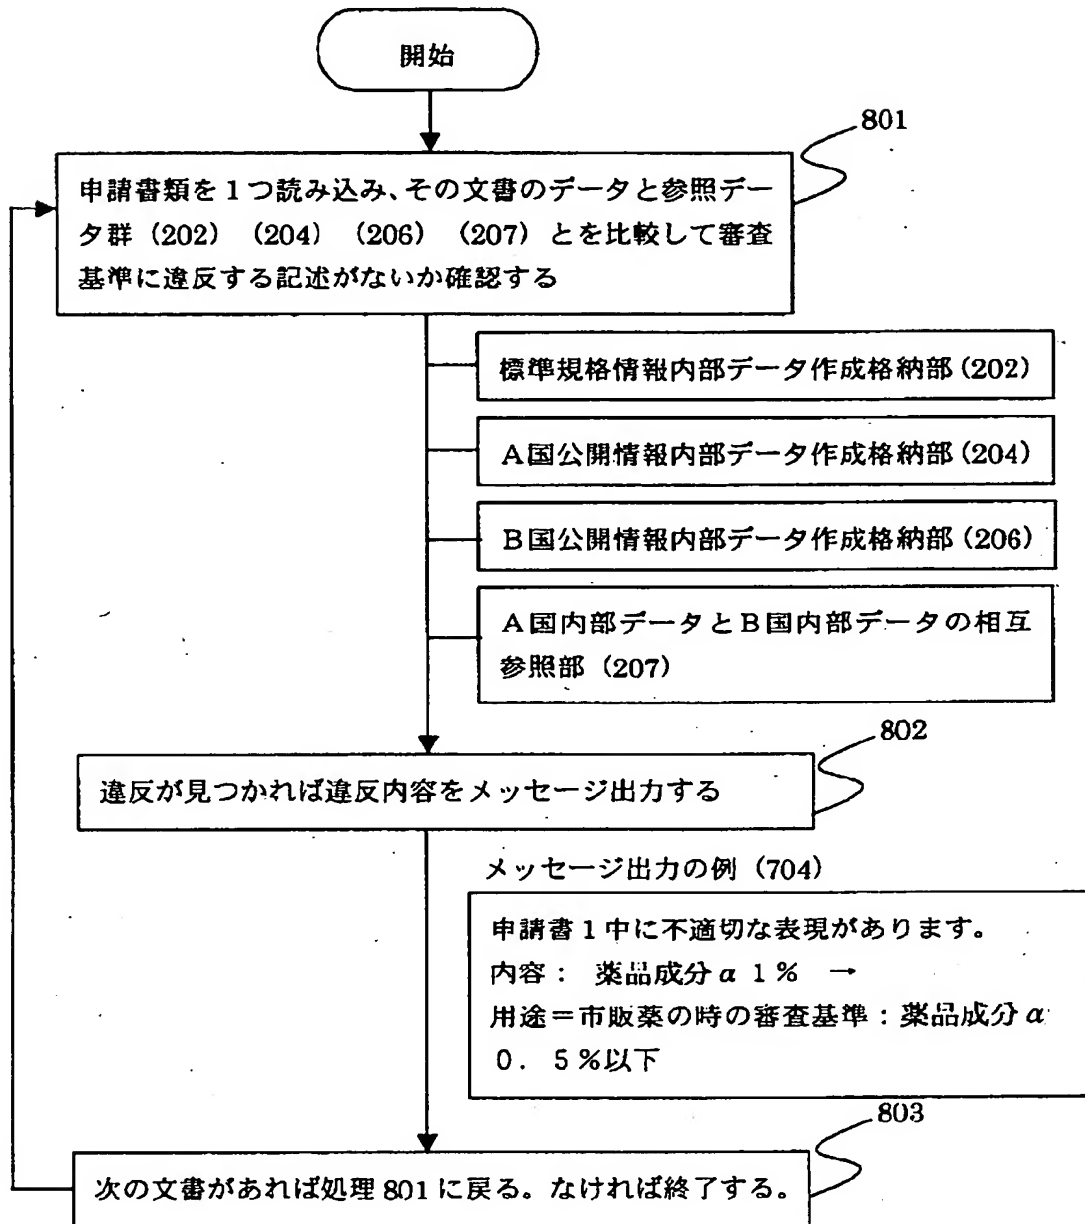 開始
801
申請書類を1つ読み込み、その文書のデータと参照デー
タ群（202）（204）（206）（207）とを比較して審査
基準に違反する記述がないか確認する
標準規格情報内部データ作成格納部(202)
A国公開情報内部データ作成格納部(204)
B国公開情報内部データ作成格納部(206)
A国内部データとB国内部データの相互
参照部（207）
802
違反が見つかれば違反内容をメッセージ出力する
メッセージ出力の例（704）
申請書1中に不適切な表現があります。
内容： 薬品成分α 1％ →
用途＝市販薬の時の審査基準：薬品成分α
0．5％以下
803
次の文書があれば処理801に戻る。なければ終了する。